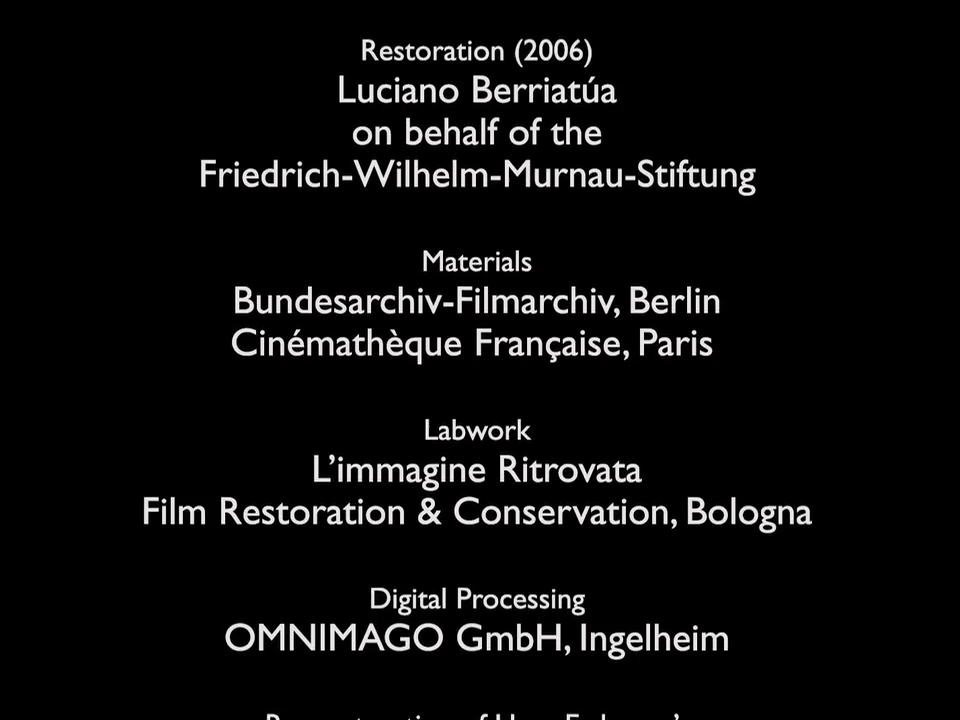 Restoration (2006)
Luciano Berriatúa
on behalf of the
Friedrich-Wilhelm-Murnau-Stiftung
Materials
Bundesarchiv-Filmarchiv, Berlin
Cinémathèque Française, Paris
Labwork
L’immagine Ritrovata
Film Restoration & Conservation, Bologna
Digital Processing
OMNIMAGO GmbH, Ingelheim